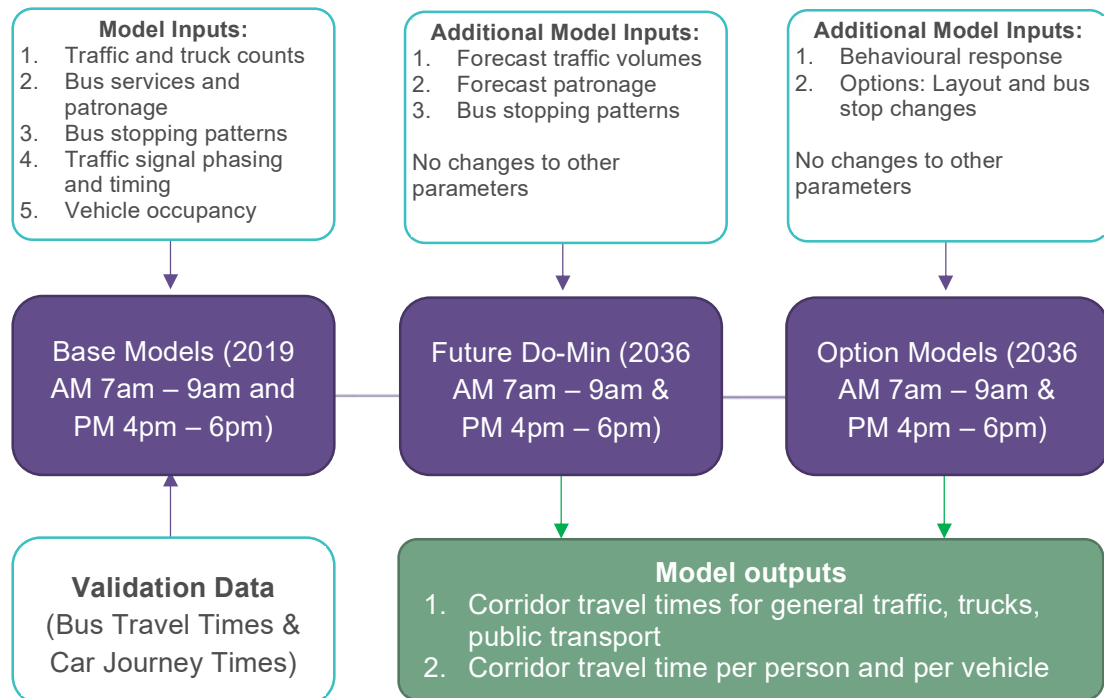 Model Inputs:
1. Traffic and truck counts
2. Bus services and
patronage
3. Bus stopping patterns
4. Traffic signal phasing
and timing
5. Vehicle occupancy
Additional Model Inputs:
1. Forecast traffic volumes
2. Forecast patronage
3. Bus stopping patterns
No changes to other
parameters
Additional Model Inputs:
1. Behavioural response
2. Options: Layout and bus
stop changes
No changes to other
parameters
Base Models (2019
AM 7am – 9am and
PM 4pm – 6pm)
Future Do-Min (2036
AM 7am – 9am &
PM 4pm – 6pm)
Option Models (2036
AM 7am – 9am &
PM 4pm – 6pm)
Validation Data
(Bus Travel Times &
Car Journey Times)
Model outputs
1. Corridor travel times for general traffic, trucks,
public transport
2. Corridor travel time per person and per vehicle